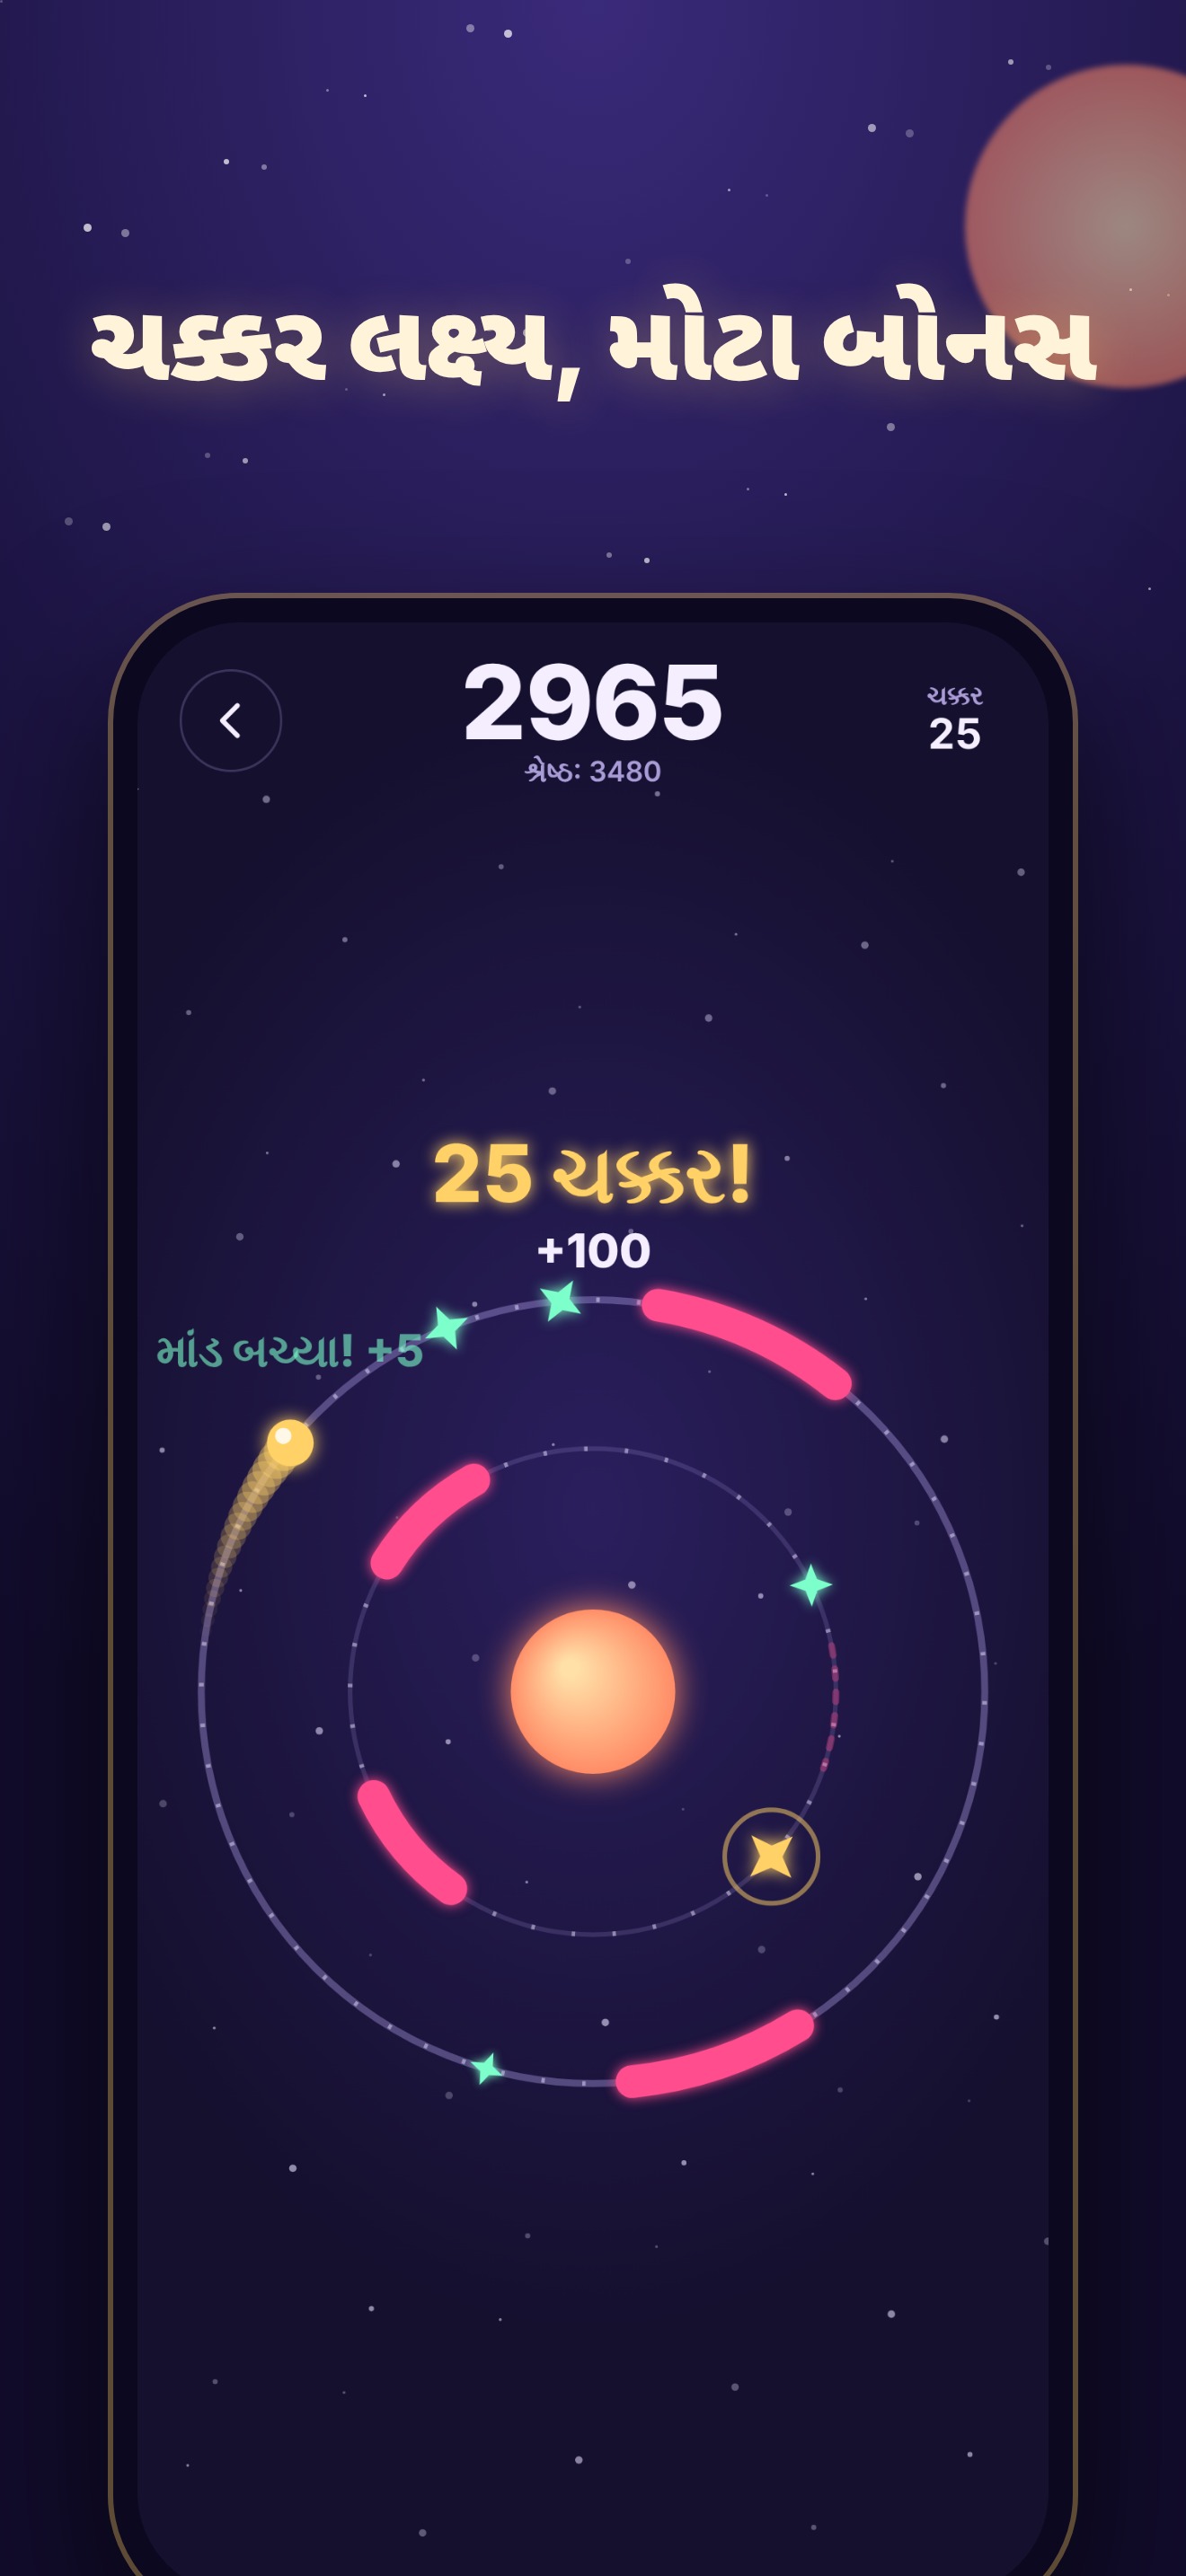 ચક્કર લક્ષ્ય, મોટા બોનસ
2965
શ્રેષ્ઠ: 3480
ચક્કર
25
25 ચક્કર!
+100
માંડ બચ્યા! +5